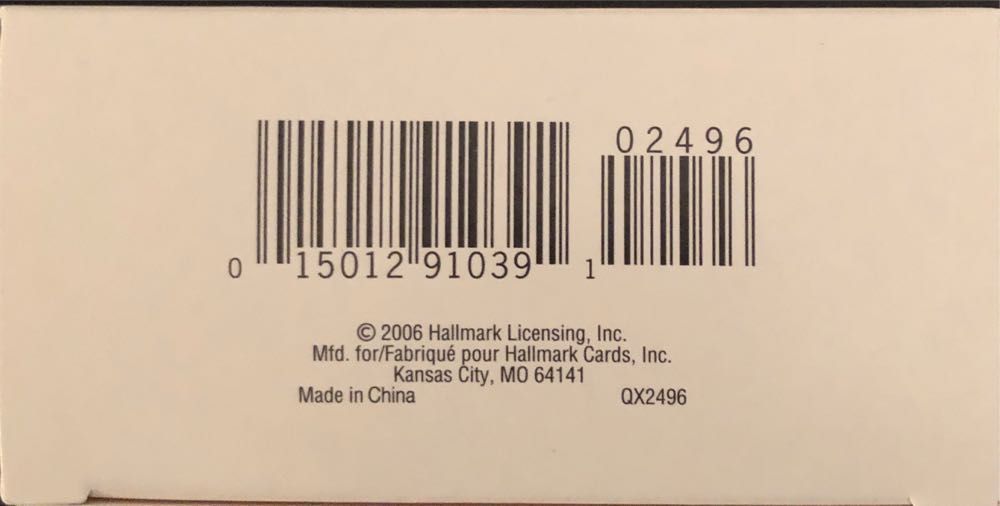 02496
0 15012 91039 1
© 2006 Hallmark Licensing, Inc.
Mfd. for/Fabriqué pour Hallmark Cards, Inc.
Kansas City, MO 64141
Made in China QX2496